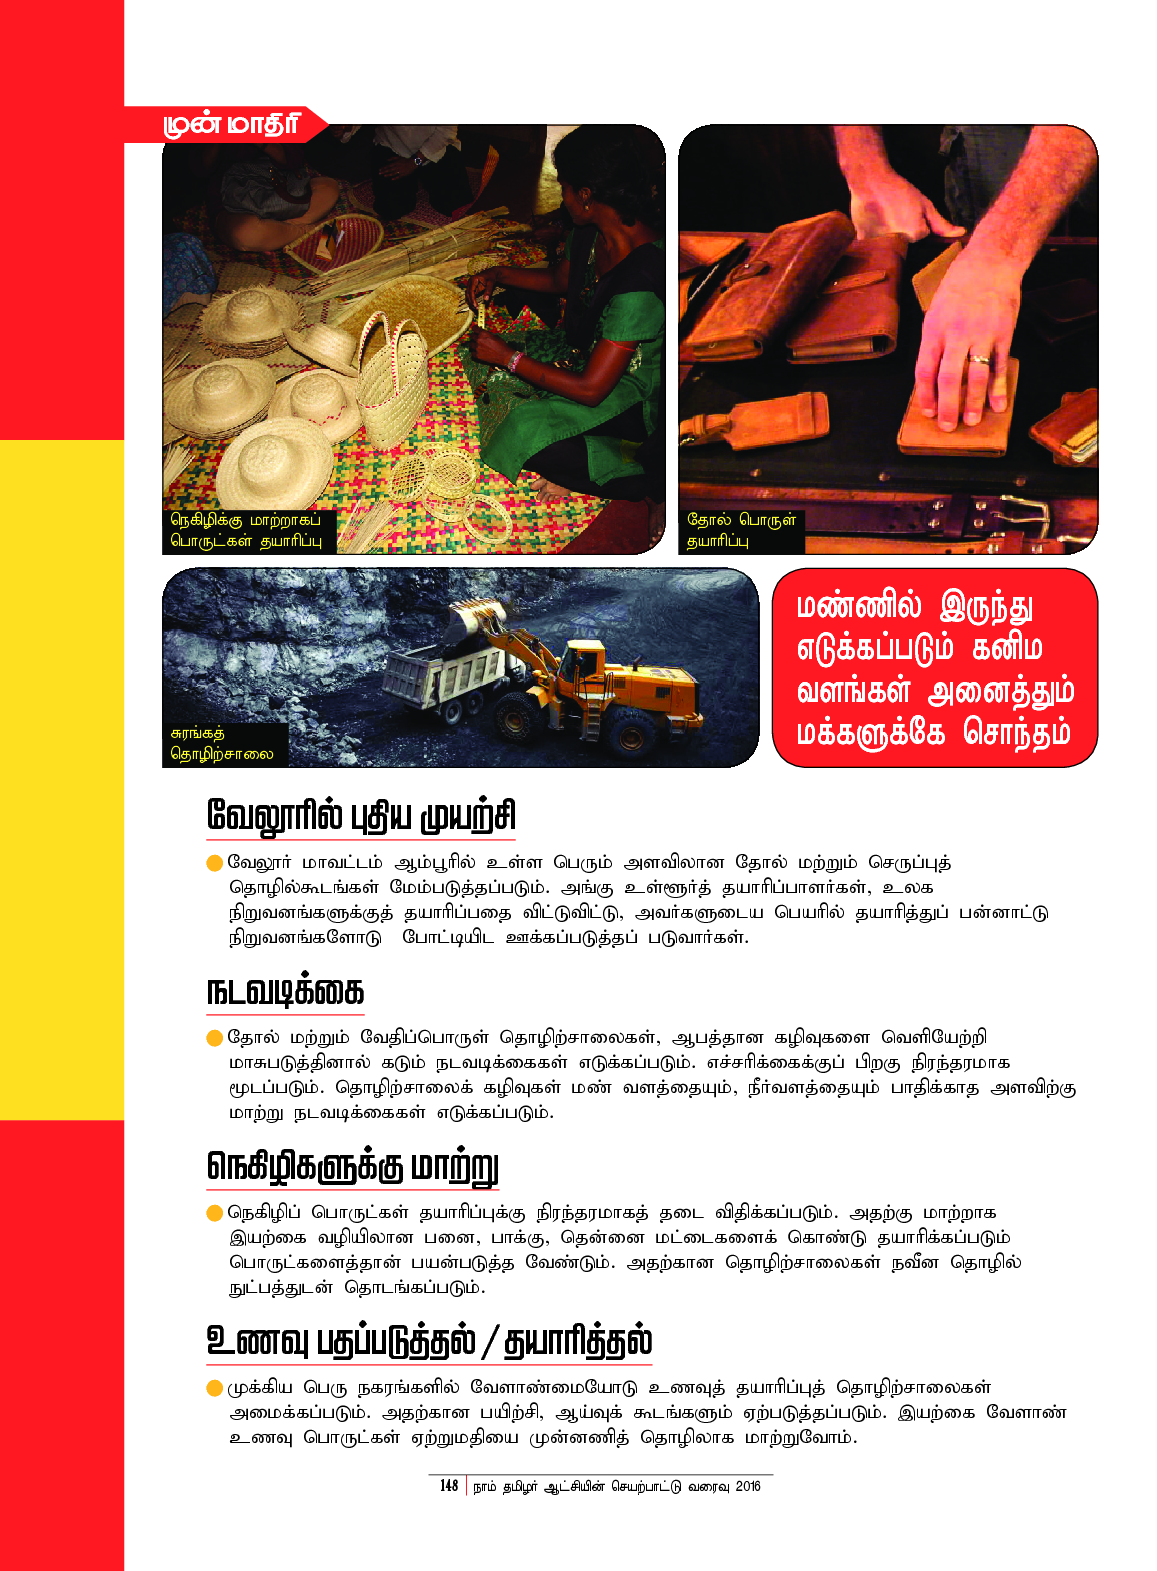 முன் மாதிரி
நெகிழிக்கு மாற்றாகப்
பொருட்கள் தயாரிப்பு
தோல் பொருள்
தயாரிப்பு
சுரங்கத்
தொழிற்சாலை
மண்ணில் இருந்து
எடுக்கப்படும் கனிம
வளங்கள் அனைத்தும்
மக்களுக்கே சொந்தம்
வேலூரில் புதிய முயற்சி
வேலூர் மாவட்டம் ஆம்பூரில் உள்ள பெரும் அளவிலான தோல் மற்றும் செருப்புத்
தொழில்கூடங்கள் மேம்படுத்தப்படும். அங்கு உள்ளூர்த் தயாரிப்பாளர்கள், உலக
நிறுவனங்களுக்குத் தயாரிப்பதை விட்டுவிட்டு, அவர்களுடைய பெயரில் தயாரித்துப் பன்னாட்டு
நிறுவனங்களோடு போட்டியிட ஊக்கப்படுத்தப் படுவார்கள்.
நடவடிக்கை
தோல் மற்றும் வேதிப்பொருள் தொழிற்சாலைகள், ஆபத்தான கழிவுகளை வெளியேற்றி
மாசுபடுத்தினால் கடும் நடவடிக்கைகள் எடுக்கப்படும். எச்சரிக்கைக்குப் பிறகு நிரந்தரமாக
மூடப்படும். தொழிற்சாலைக் கழிவுகள் மண் வளத்தையும், நீர்வளத்தையும் பாதிக்காத அளவிற்கு
மாற்று நடவடிக்கைகள் எடுக்கப்படும்.
நெகிழிகளுக்கு மாற்று
நெகிழிப் பொருட்கள் தயாரிப்புக்கு நிரந்தரமாகத் தடை விதிக்கப்படும். அதற்கு மாற்றாக
இயற்கை வழியிலான பனை, பாக்கு, தென்னை மட்டைகளைக் கொண்டு தயாரிக்கப்படும்
பொருட்களைத்தான் பயன்படுத்த வேண்டும். அதற்கான தொழிற்சாலைகள் நவீன தொழில்
நுட்பத்துடன் தொடங்கப்படும்.
உணவு பதப்படுத்தல் / தயாரித்தல்
முக்கிய பெரு நகரங்களில் வேளாண்மையோடு உணவுத் தயாரிப்புத் தொழிற்சாலைகள்
அமைக்கப்படும். அதற்கான பயிற்சி, ஆய்வுக் கூடங்களும் ஏற்படுத்தப்படும். இயற்கை வேளாண்
உணவு பொருட்கள் ஏற்றுமதியை முன்னணித் தொழிலாக மாற்றுவோம்.
148 நாம் தமிழர் ஆட்சியின் செயற்பாட்டு வரைவு 2016